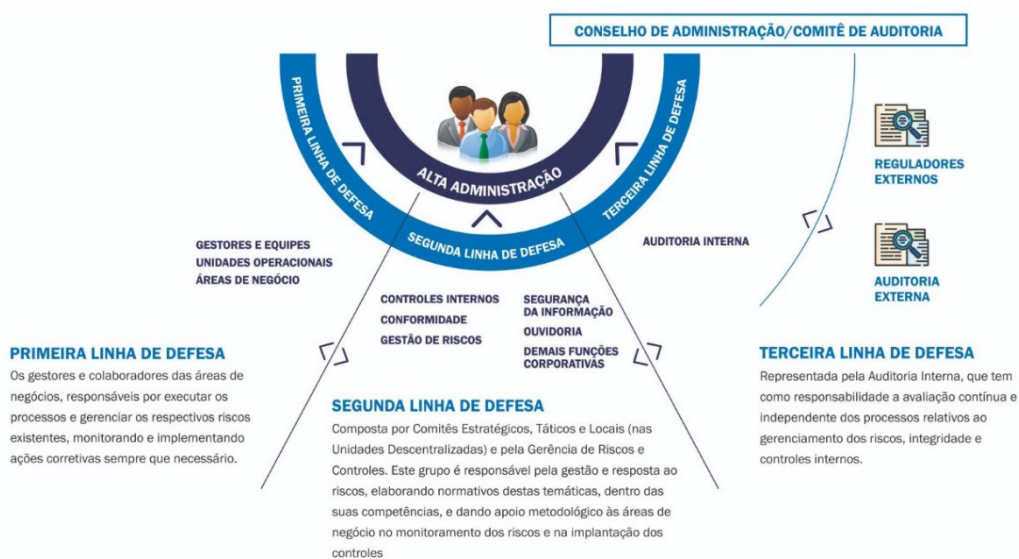 CONSELHO DE ADMINISTRAÇÃO/COMITÊ DE AUDITORIA
PRIMEIRA LINHA DE DEFESA
ALTA ADMINISTRAÇÃO
SEGUNDA LINHA DE DEFESA
TERCEIRA LINHA DE DEFESA
REGULADORES
EXTERNOS
AUDITORIA
EXTERNA
GESTORES E EQUIPES
UNIDADES OPERACIONAIS
ÁREAS DE NEGÓCIO
CONTROLES INTERNOS
CONFORMIDADE
GESTÃO DE RISCOS
SEGURANÇA
DA INFORMAÇÃO
OUVIDORIA
DEMAIS FUNÇÕES
CORPORATIVAS
AUDITORIA INTERNA
PRIMEIRA LINHA DE DEFESA
Os gestores e colaboradores das áreas de
negócios, responsáveis por executar os
processos e gerenciar os respectivos riscos
existentes, monitorando e implementando
ações corretivas sempre que necessário.
SEGUNDA LINHA DE DEFESA
Composta por Comitês Estratégicos, Táticos e Locais (nas
Unidades Descentralizadas) e pela Gerência de Riscos e
Controles. Este grupo é responsável pela gestão e resposta ao
riscos, elaborando normativos destas temáticas, dentro das
suas competências, e dando apoio metodológico às áreas de
negócio no monitoramento dos riscos e na implantação dos
controles
TERCEIRA LINHA DE DEFESA
Representada pela Auditoria Interna, que tem
como responsabilidade a avaliação contínua e
independente dos processos relativos ao
gerenciamento dos riscos, integridade e
controles internos.